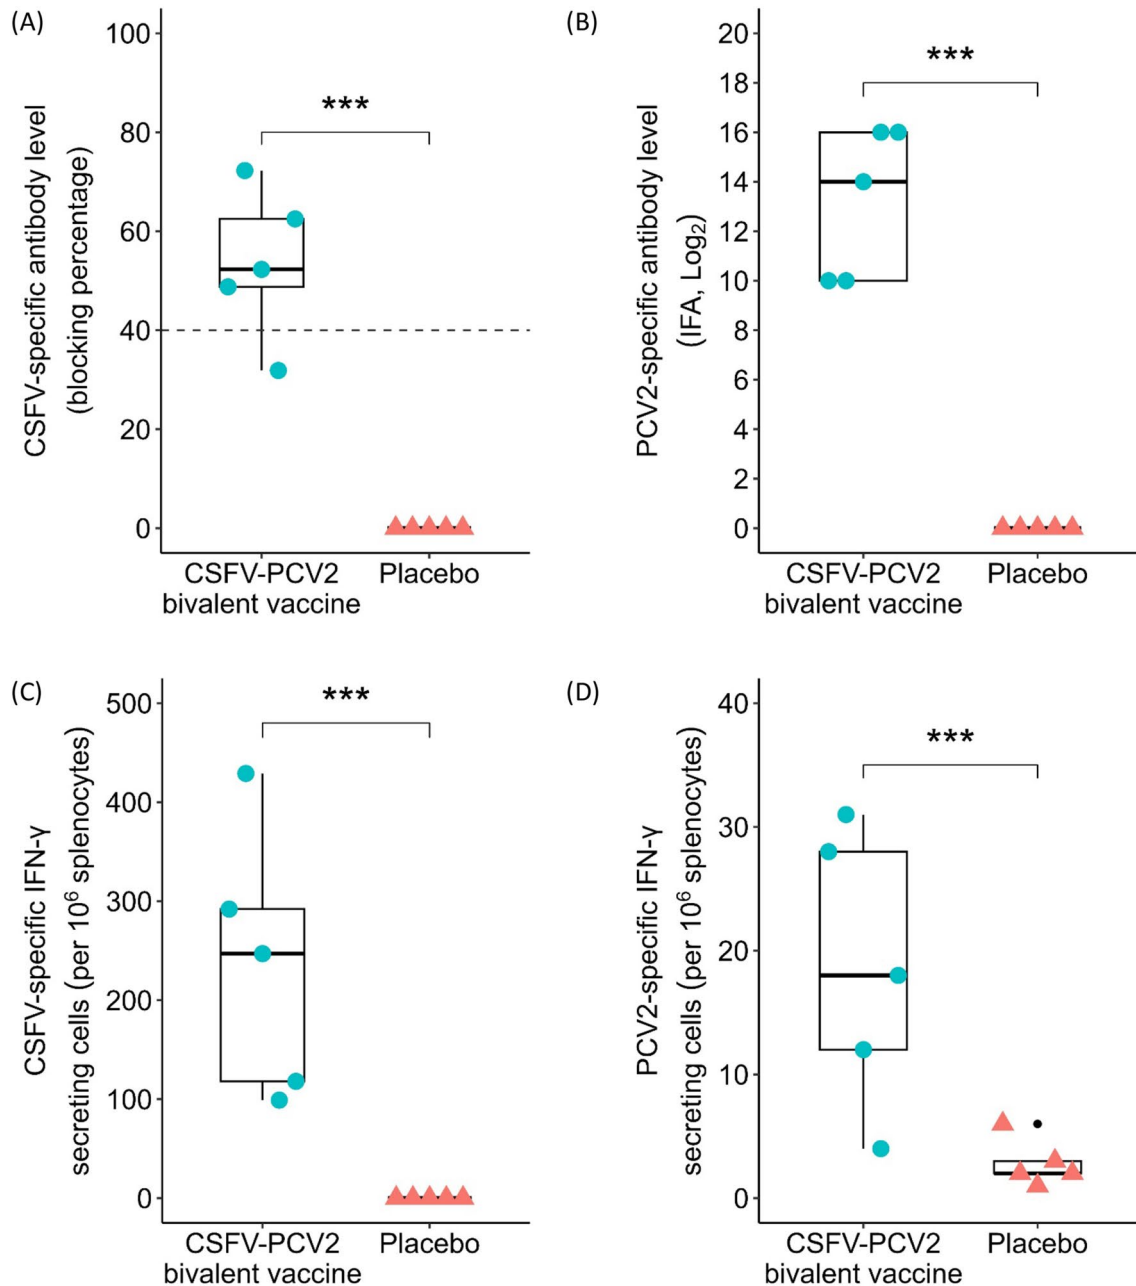 (A)
CSFV-specific antibody level
(blocking percentage)
100
80
60
40
20
0
***
CSFV-PCV2
bivalent vaccine
Placebo
(B)
PCV2-specific antibody level
(IFA, Log₂)
20
18
16
14
12
10
8
6
4
2
0
***
CSFV-PCV2
bivalent vaccine
Placebo
(C)
CSFV-specific IFN-γ
secreting cells (per 10⁶ splenocytes)
500
400
300
200
100
0
***
CSFV-PCV2
bivalent vaccine
Placebo
(D)
PCV2-specific IFN-γ
secreting cells (per 10⁶ splenocytes)
40
30
20
10
0
***
CSFV-PCV2
bivalent vaccine
Placebo